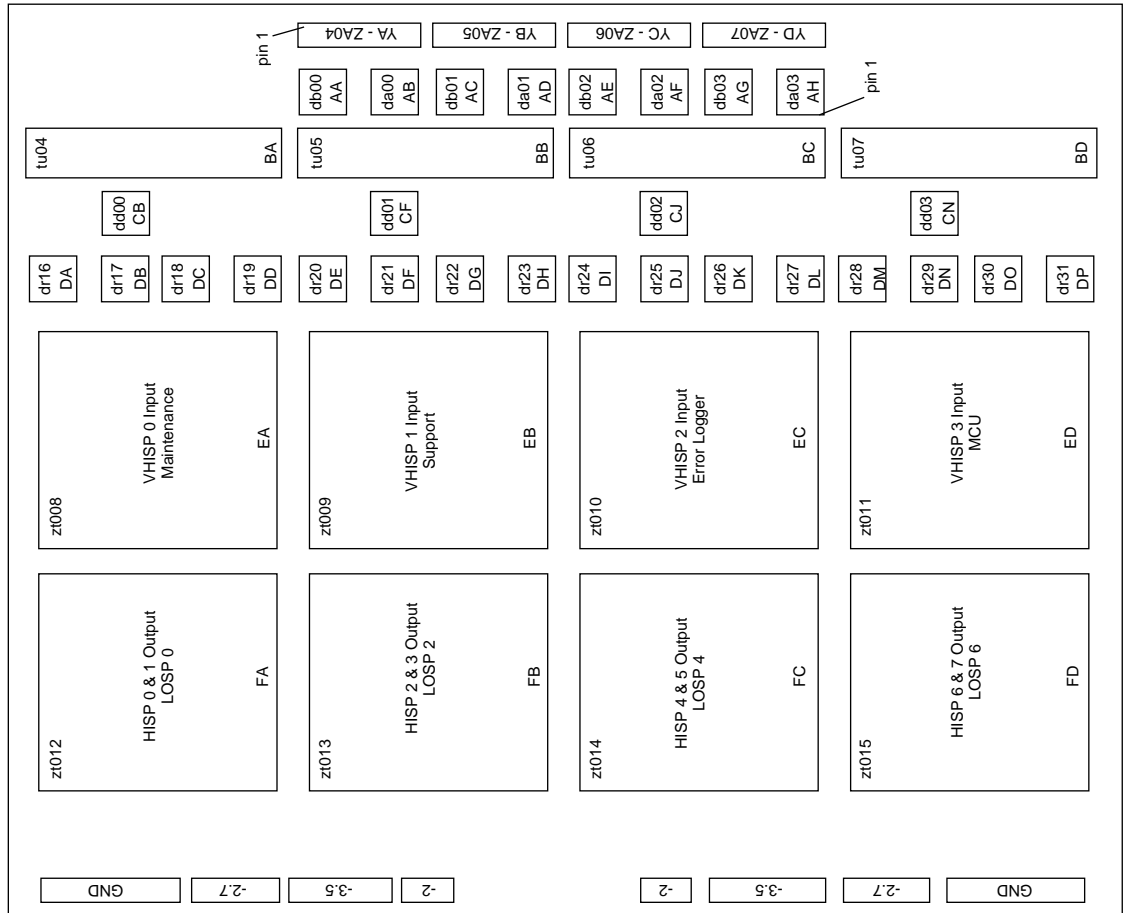 pin 1
YA - ZA04
YB - ZA05
YC - ZA06
YD - ZA07
db00
AA
da00
AB
db01
AC
da01
AD
db02
AE
da02
AF
db03
AG
da03
AH
pin 1
tu04
BA
tu05
BB
tu06
BC
tu07
BD
dd00
CB
dd01
CF
dd02
CJ
dd03
CN
dr16
DA
dr17
DB
dr18
DC
dr19
DD
dr20
DE
dr21
DF
dr22
DG
dr23
DH
dr24
DI
dr25
DJ
dr26
DK
dr27
DL
dr28
DM
dr29
DN
dr30
DO
dr31
DP
zt008
VHISP 0 Input
Maintenance
EA
zt009
VHISP 1 Input
Support
EB
zt010
VHISP 2 Input
Error Logger
EC
zt011
VHISP 3 Input
MCU
ED
zt012
HISP 0 & 1 Output
LOSP 0
FA
zt013
HISP 2 & 3 Output
LOSP 2
FB
zt014
HISP 4 & 5 Output
LOSP 4
FC
zt015
HISP 6 & 7 Output
LOSP 6
FD
GND
-2.7
-3.5
-2
-2
-3.5
-2.7
GND